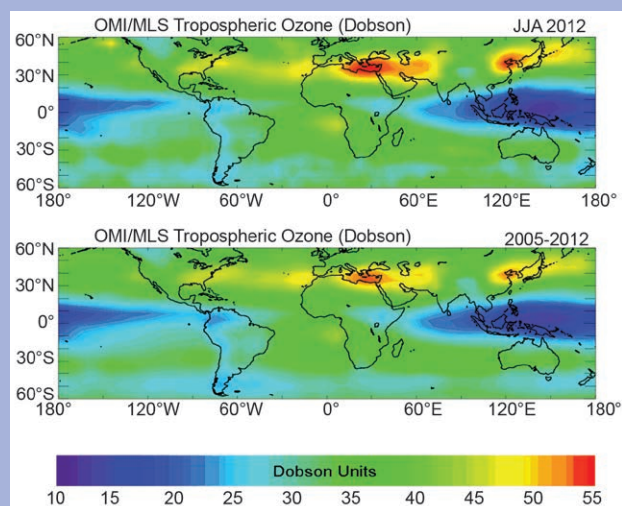 OMI/MLS Tropospheric Ozone (Dobson) JJA 2012
60°N
30°N
0°
30°S
60°S
180° 120°W 60°W 0° 60°E 120°E 180°
OMI/MLS Tropospheric Ozone (Dobson) 2005-2012
60°N
30°N
0°
30°S
60°S
180° 120°W 60°W 0° 60°E 120°E 180°
Dobson Units
10 15 20 25 30 35 40 45 50 55